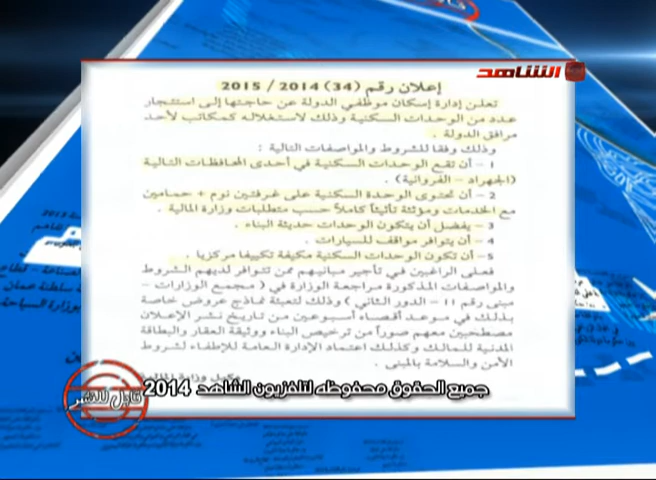 الشاهد
إعلان رقم (34) 2014 / 2015
تعلن إدارة إسكان موظفي الدولة عن حاجتها إلى استئجار
عدد من الوحدات السكنية وذلك لاستغلاله كمكاتب لأحد
مرافق الدولة .
وذلك وفقا للشروط والمواصفات التالية :
1 - أن تقع الوحدات السكنية في أحدى المحافظات التالية
(الجهراء - الفروانية) .
2 - أن تحتوى الوحدة السكنية على غرفتين نوم + حمامين
مع الخدمات ومؤثثة تأثيثاً كاملاً حسب متطلبات وزارة المالية .
3 - يفضل أن يتكون الوحدات حديثة البناء .
4 - أن يتوافر مواقف للسيارات .
5 - أن تكون الوحدات السكنية مكيفة تكييفا مركزيا .
فعلى الراغبين في تأجير مبانيهم ممن تتوافر لديهم الشروط
والمواصفات المذكورة مراجعة الوزارة في ( مجمع الوزارات -
مبنى رقم 11 - الدور الثاني ) وذلك لتعبئة نماذج عروض خاصة
بذلك في موعد أقصاه أسبوعين من تاريخ نشر الإعلان
مصطحبين معهم صوراً من ترخيص البناء ووثيقة العقار والبطاقة
المدنية للمالك وكذلك اعتماد الإدارة العامة للإطفاء لشروط
الأمن والسلامة بالمبنى .
وكيل وزارة المالية
جميع الحقوق محفوظه لتلفزيون الشاهد 2014
قابل للنشر